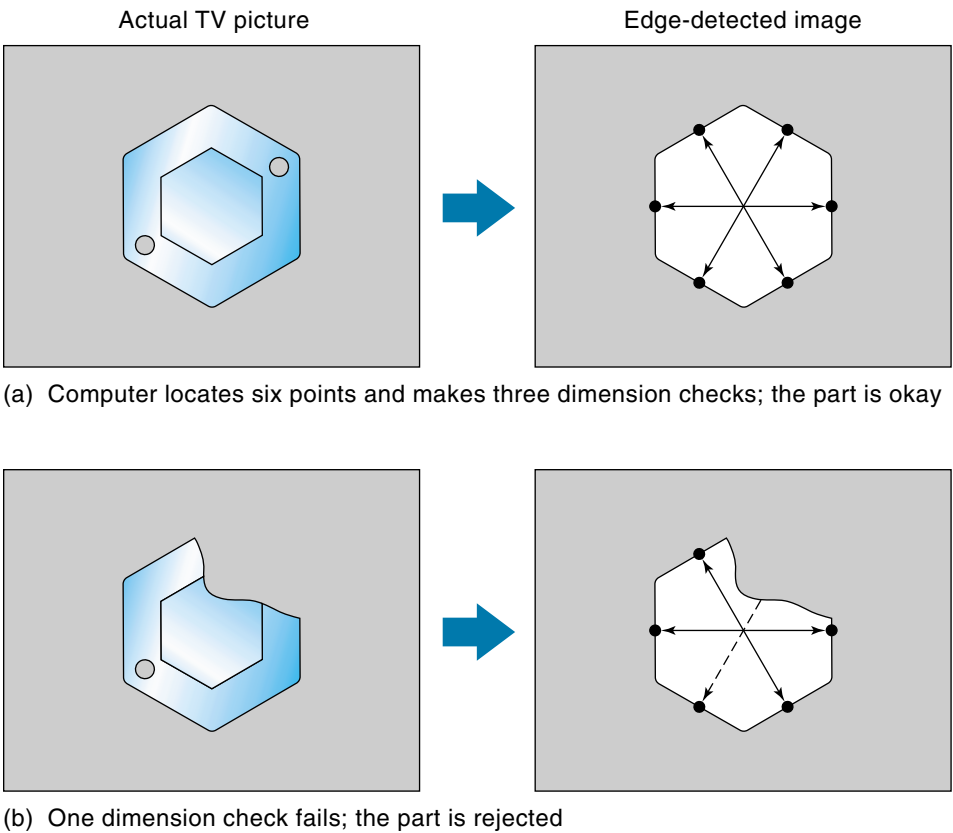 Actual TV picture
Edge-detected image
(a) Computer locates six points and makes three dimension checks; the part is okay
(b) One dimension check fails; the part is rejected